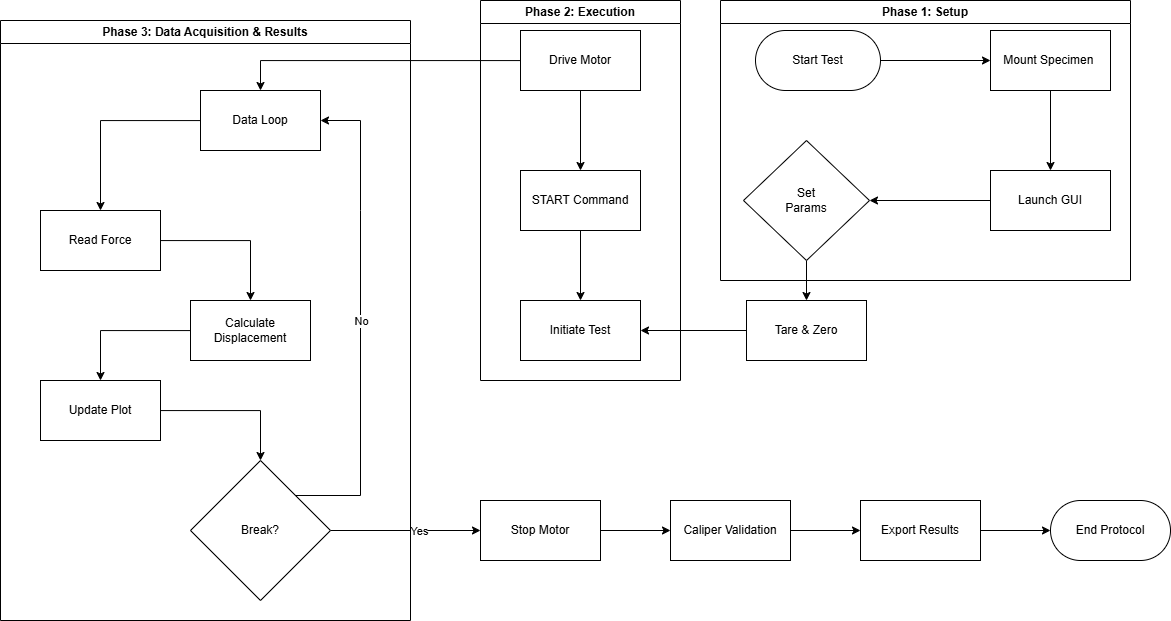 Phase 3: Data Acquisition & Results
Phase 2: Execution
Phase 1: Setup
Drive Motor
Start Test
Mount Specimen
Data Loop
START Command
Set
Params
Launch GUI
Read Force
No
Calculate
Displacement
Initiate Test
Tare & Zero
Update Plot
Break?
Yes
Stop Motor
Caliper Validation
Export Results
End Protocol